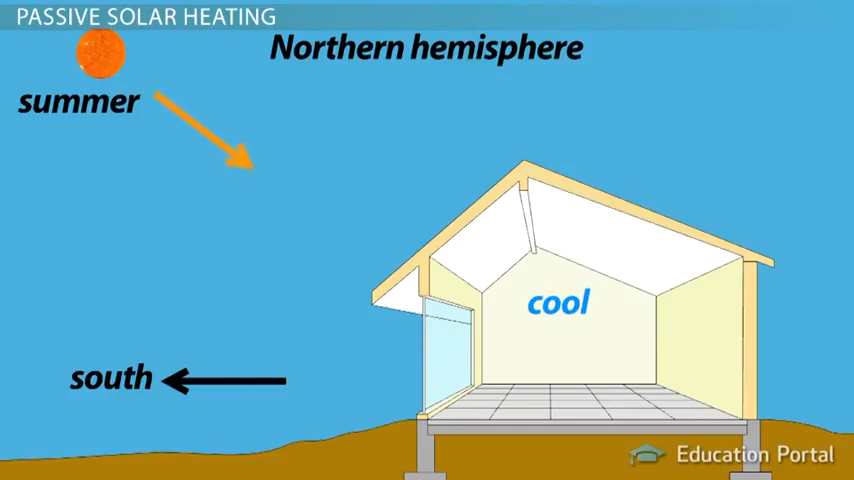 PASSIVE SOLAR HEATING
Northern hemisphere
summer
cool
south
Education Portal